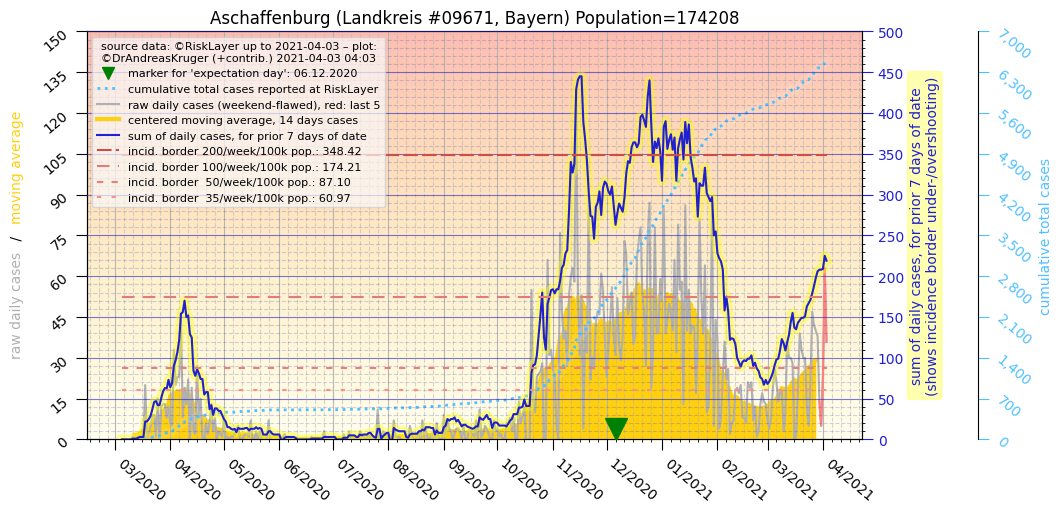 Aschaffenburg (Landkreis #09671, Bayern) Population=174208
source data: ©RiskLayer up to 2021-04-03 – plot:
©DrAndreasKruger (+contrib.) 2021-04-03 04:03
marker for 'expectation day': 06.12.2020
cumulative total cases reported at RiskLayer
raw daily cases (weekend-flawed), red: last 5
centered moving average, 14 days cases
sum of daily cases, for prior 7 days of date
incid. border 200/week/100k pop.: 348.42
incid. border 100/week/100k pop.: 174.21
incid. border  50/week/100k pop.: 87.10
incid. border  35/week/100k pop.: 60.97
raw daily cases / moving average
150
135
120
105
90
75
60
45
30
15
0
03/2020
04/2020
05/2020
06/2020
07/2020
08/2020
09/2020
10/2020
11/2020
12/2020
01/2021
02/2021
03/2021
04/2021
500
450
400
350
300
250
200
150
100
50
0
sum of daily cases, for prior 7 days of date
(shows incidence border under-/overshooting)
7,000
6,300
5,600
4,900
4,200
3,500
2,800
2,100
1,400
700
0
cumulative total cases